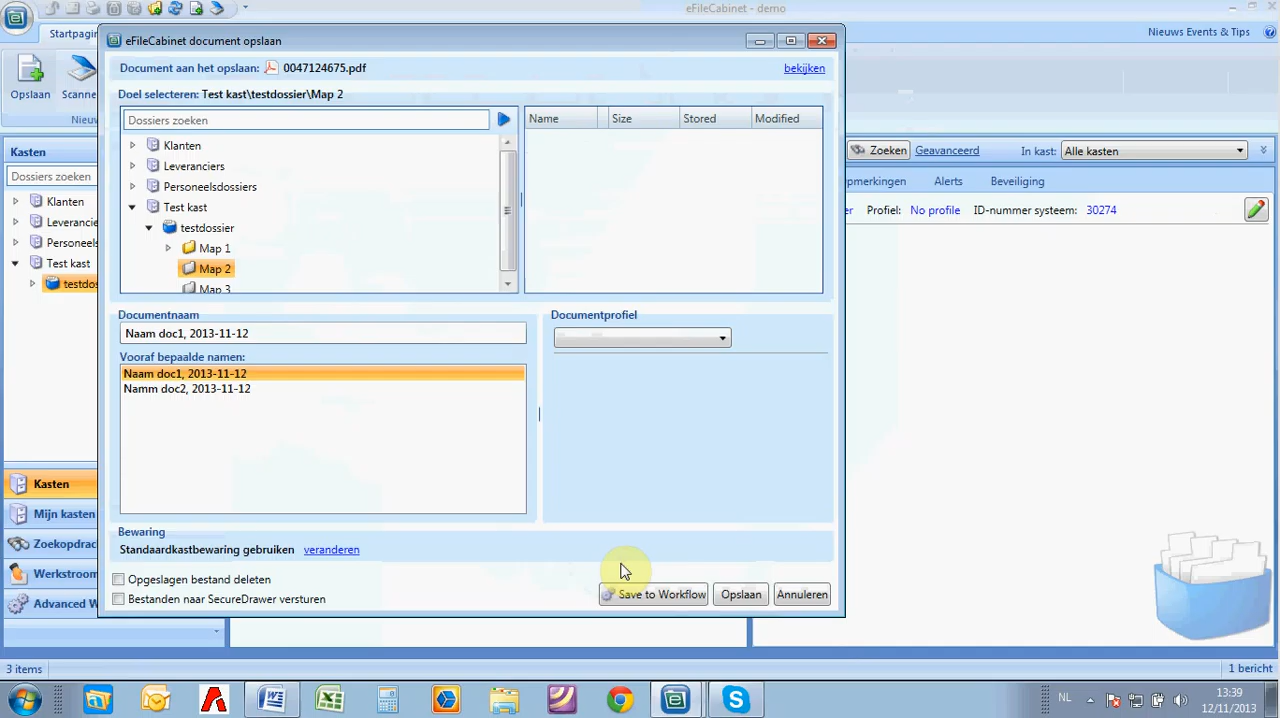 eFileCabinet - demo
Startpagin
Nieuws Events & Tips
Opslaan
Scanne
Nieuw
Kasten
Dossiers zoeken
Klanten
Leverancie
Personeels
Test kast
testdos
Kasten
Mijn kasten
Zoekopdrac
Werkstroom
Advanced W
3 items
eFileCabinet document opslaan
Document aan het opslaan: 0047124675.pdf
bekijken
Doel selecteren: Test kast\testdossier\Map 2
Dossiers zoeken
Klanten
Leveranciers
Personeelsdossiers
Test kast
testdossier
Map 1
Map 2
Map 3
Name Size Stored Modified
Documentnaam
Naam doc1, 2013-11-12
Vooraf bepaalde namen:
Naam doc1, 2013-11-12
Namm doc2, 2013-11-12
Documentprofiel
Bewaring
Standaardkastbewaring gebruiken veranderen
Opgeslagen bestand deleten
Bestanden naar SecureDrawer versturen
Save to Workflow Opslaan Annuleren
Zoeken Geavanceerd In kast: Alle kasten
pmerkingen Alerts Beveiliging
er Profiel: No profile ID-nummer systeem: 30274
1 bericht
NL
13:39
12/11/2013